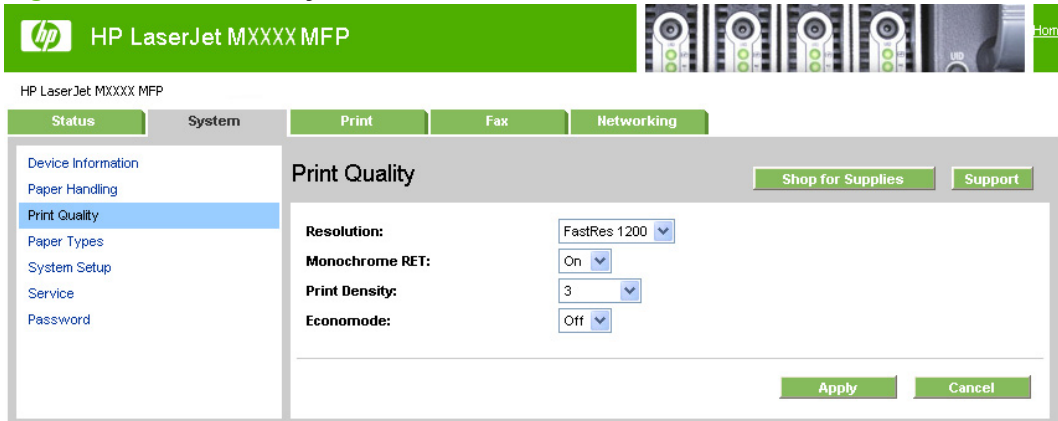 hp HP LaserJet MXXXX MFP
UID
HP LaserJet MXXXX MFP
Status System Print Fax Networking
Device Information
Paper Handling
Print Quality
Paper Types
System Setup
Service
Password
Print Quality
Shop for Supplies Support
Resolution: FastRes 1200
Monochrome RET: On
Print Density: 3
Economode: Off
Apply Cancel